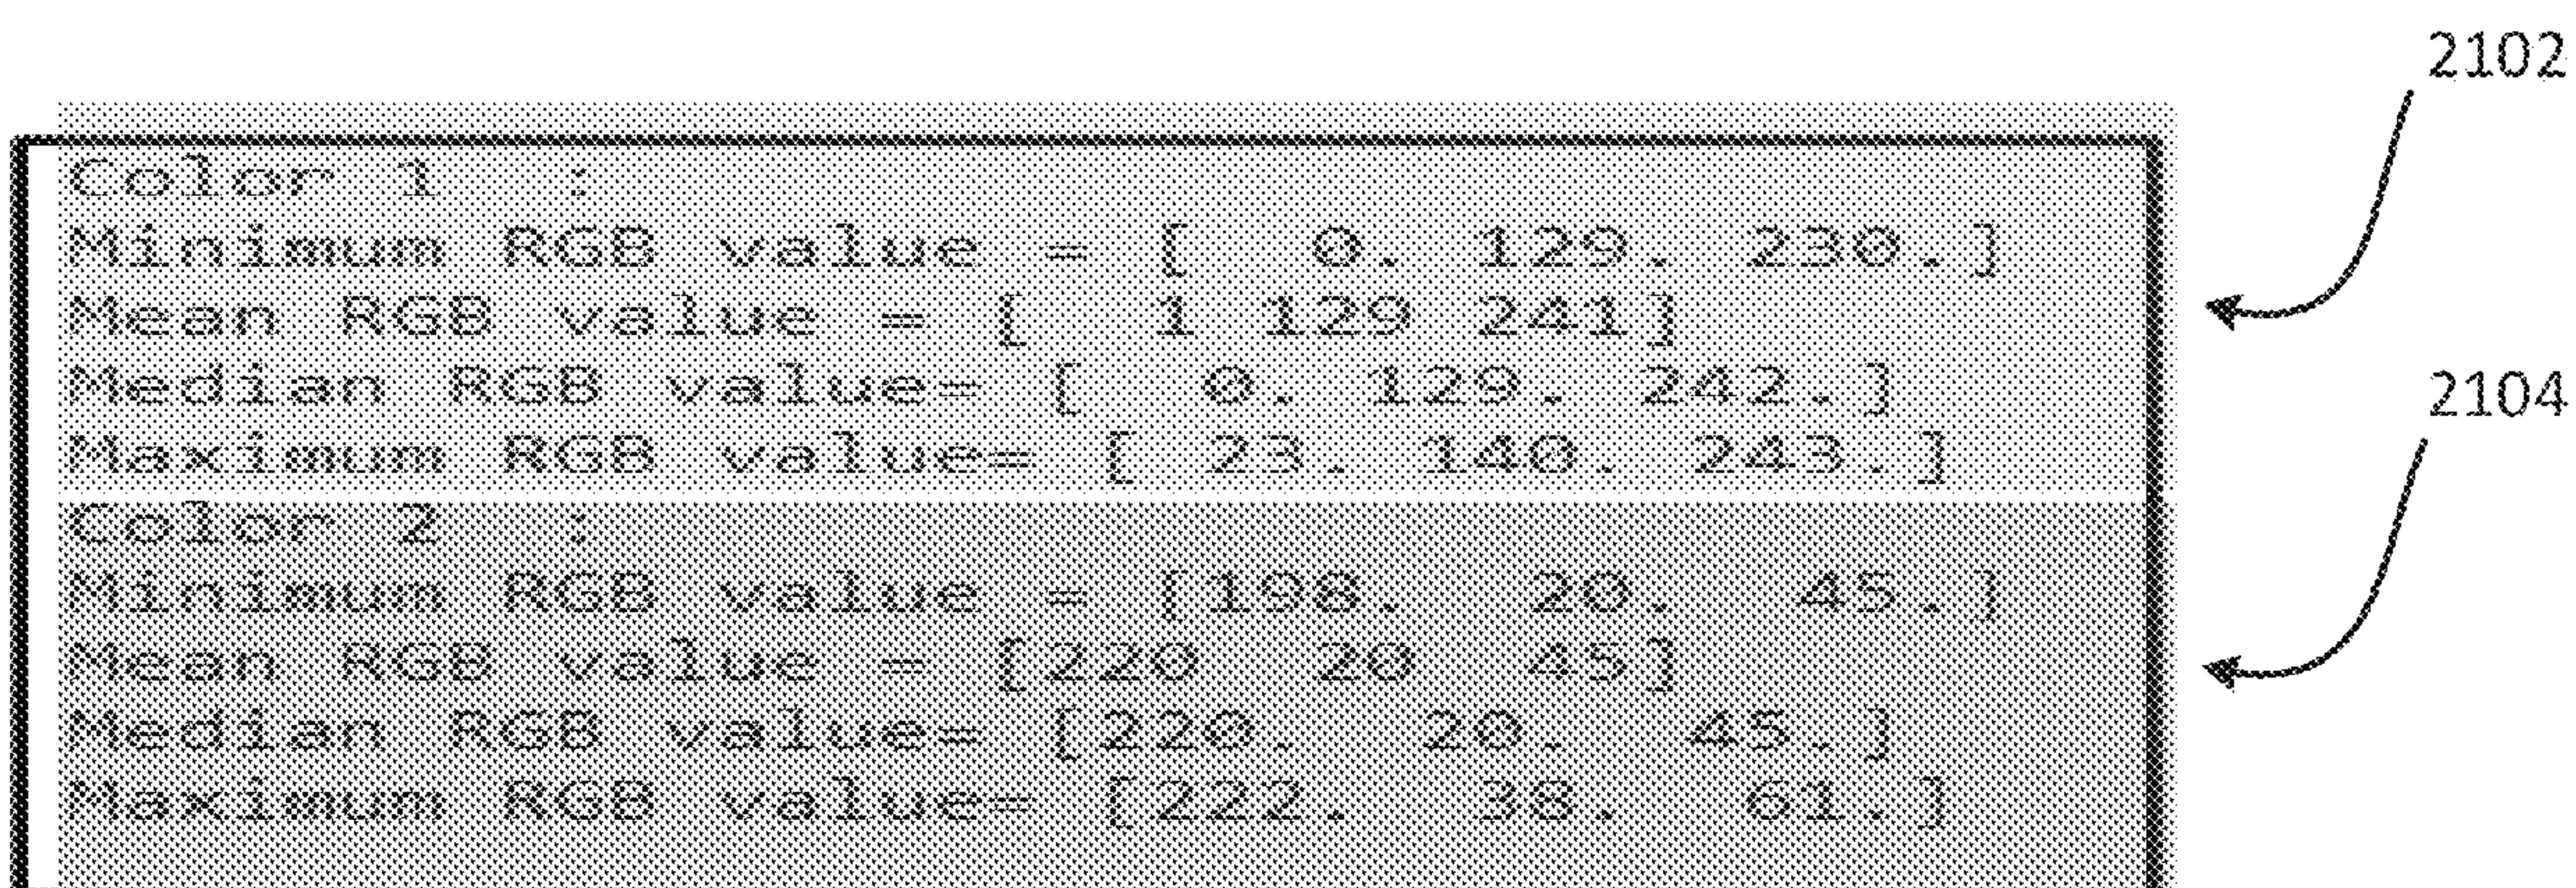 2102
Color 1  :
Minimum RGB value = [  0. 129. 230.]
Mean RGB value = [  1 129 241]
Median RGB value= [  0. 129. 242.]
Maximum RGB value= [ 23. 140. 243.]
2104
Color 2  :
Minimum RGB value = [198.  20.  45.]
Mean RGB value = [220  20  45]
Median RGB value= [220.  20.  45.]
Maximum RGB value= [222.  38.  61.]